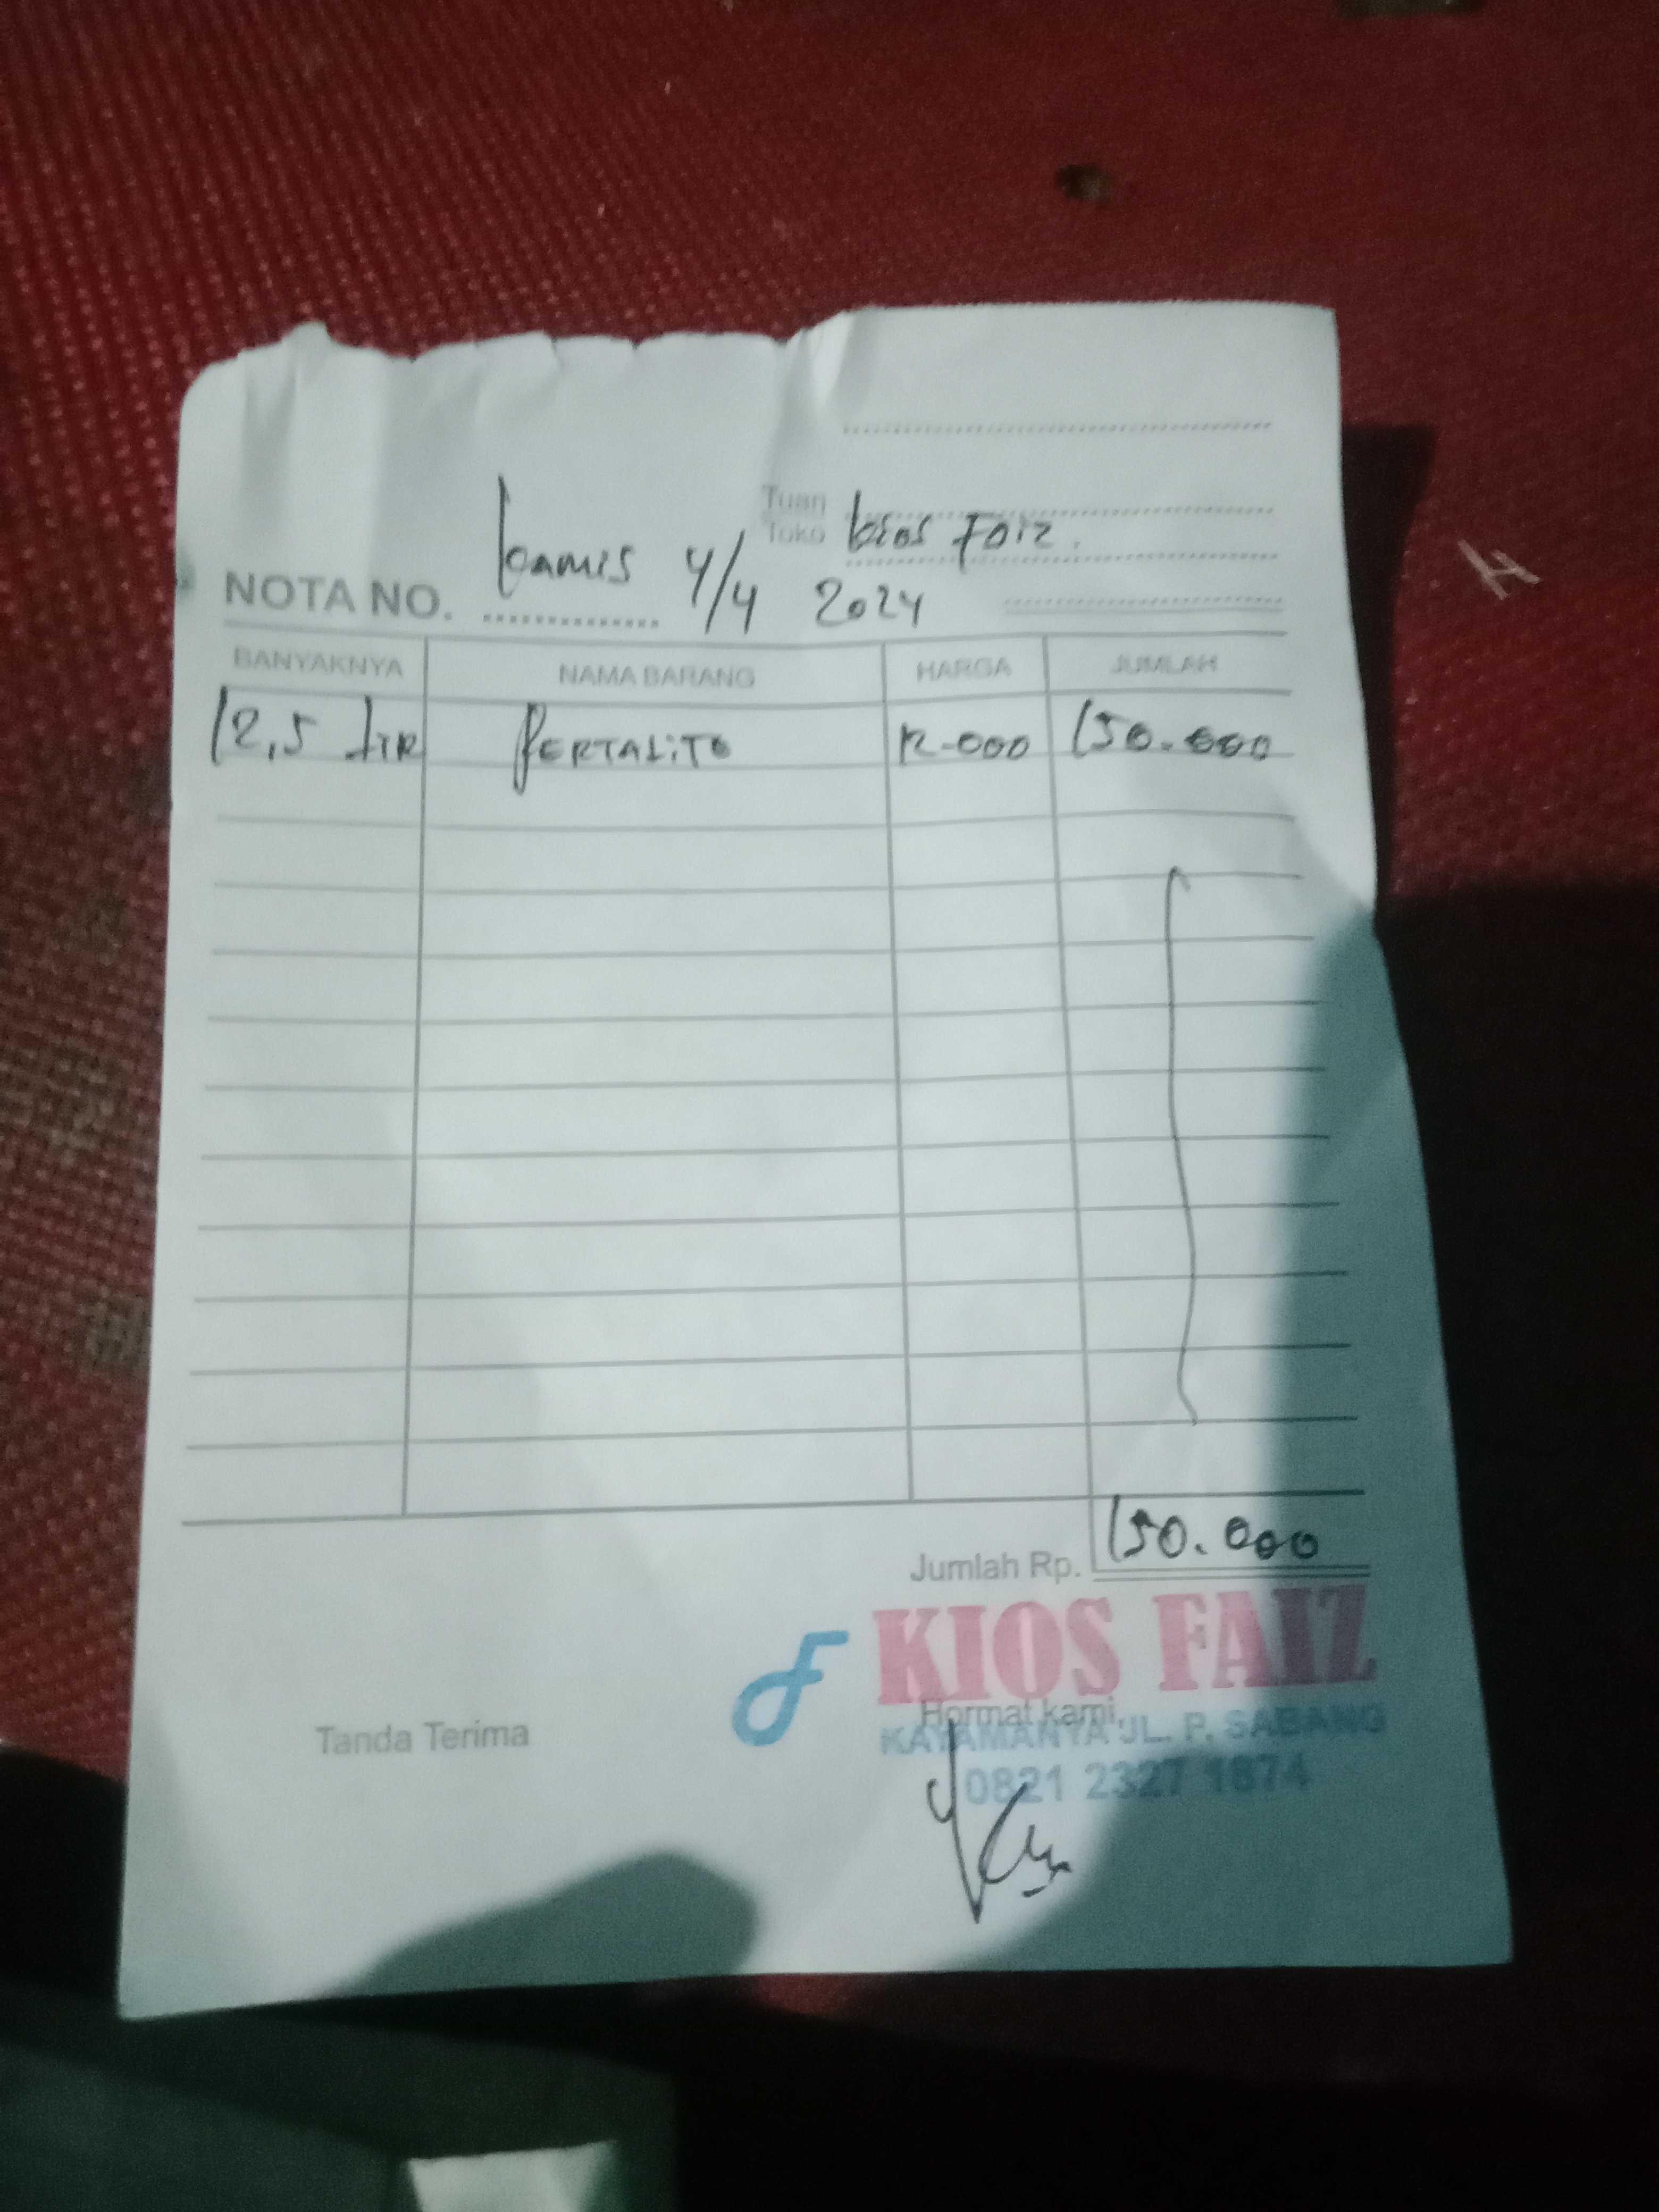 Tuan
Toko Kios Faiz.
NOTA NO. Kamis 4/4 2024
BANYAKNYA NAMA BARANG HARGA JUMLAH
12,5 LTR PERTALITE 12.000 150.000
Jumlah Rp. 150.000
KIOS FAIZ
Tanda Terima Hormat kami,
KAYAMANYA JL. P. SABANG
0821 2327 1874